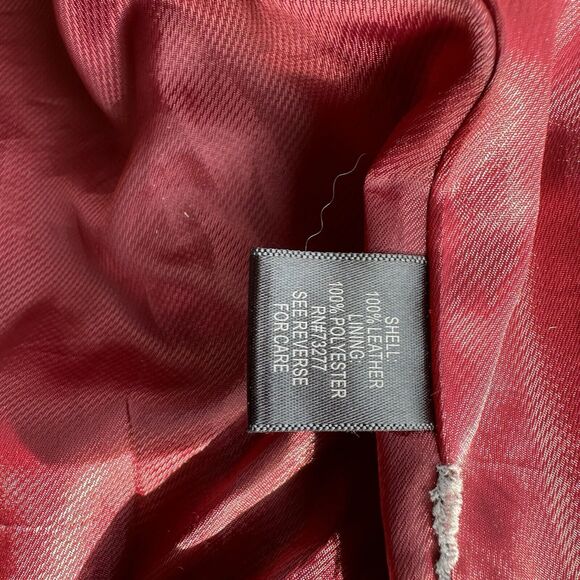 SHELL:
100% LEATHER
LINING:
100% POLYESTER
RN#73277
SEE REVERSE
FOR CARE